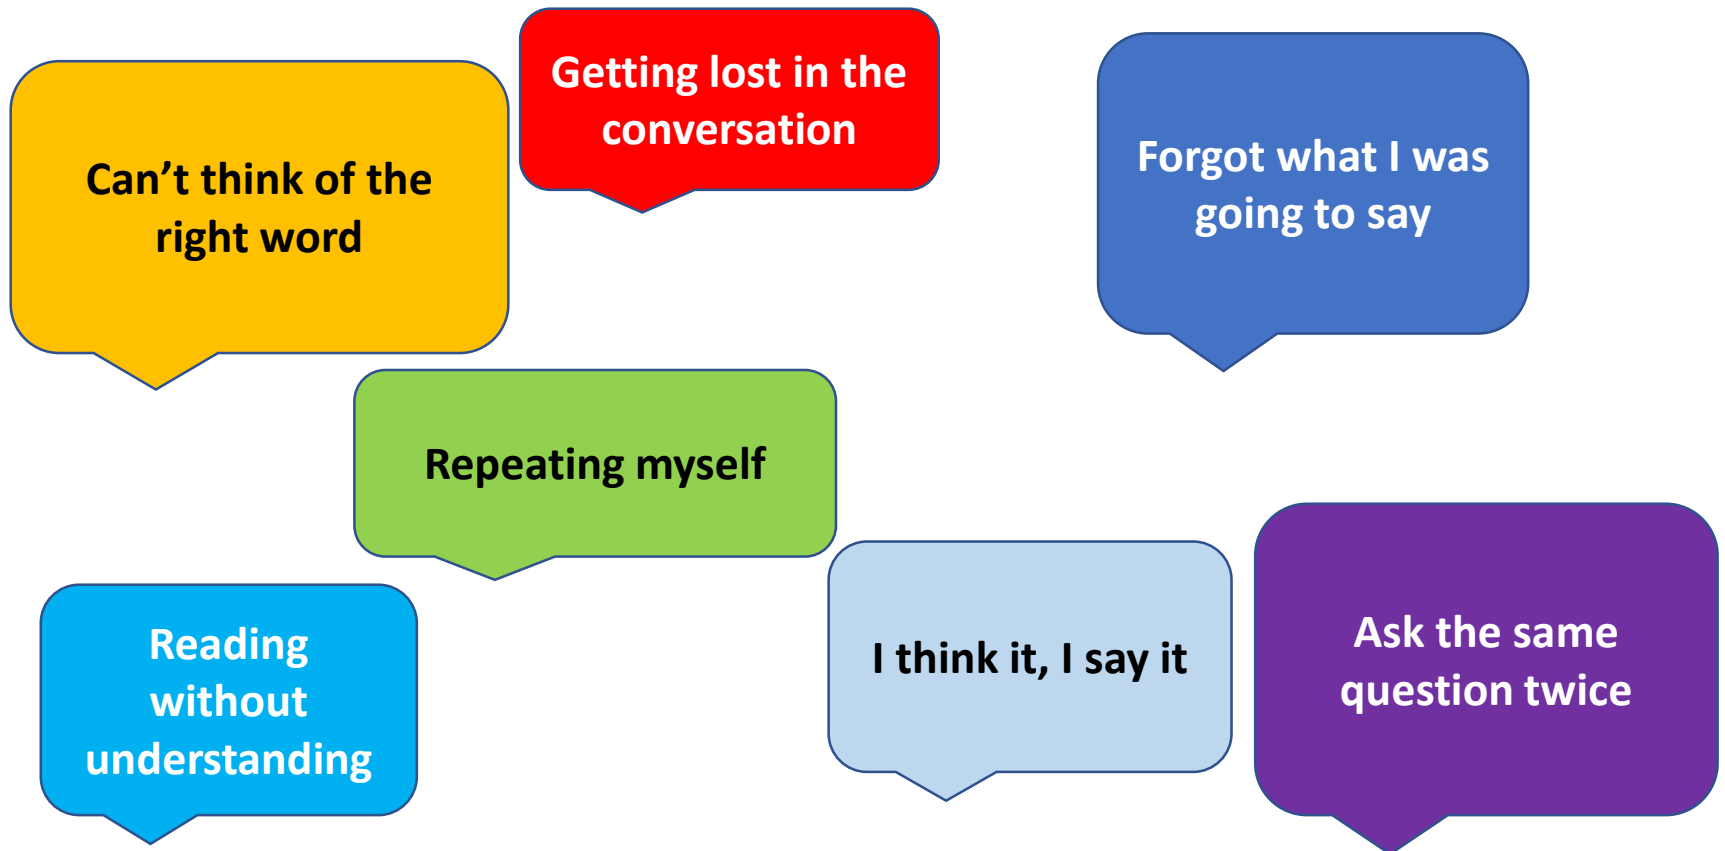 Can’t think of the
right word
Getting lost in the
conversation
Forgot what I was
going to say
Repeating myself
Reading
without
understanding
I think it, I say it
Ask the same
question twice